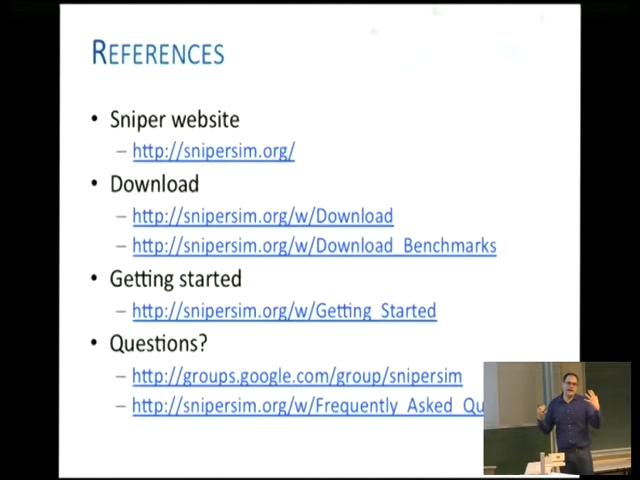 REFERENCES
• Sniper website
– http://snipersim.org/
• Download
– http://snipersim.org/w/Download
– http://snipersim.org/w/Download_Benchmarks
• Getting started
– http://snipersim.org/w/Getting_Started
• Questions?
– http://groups.google.com/group/snipersim
– http://snipersim.org/w/Frequently_Asked_Qu